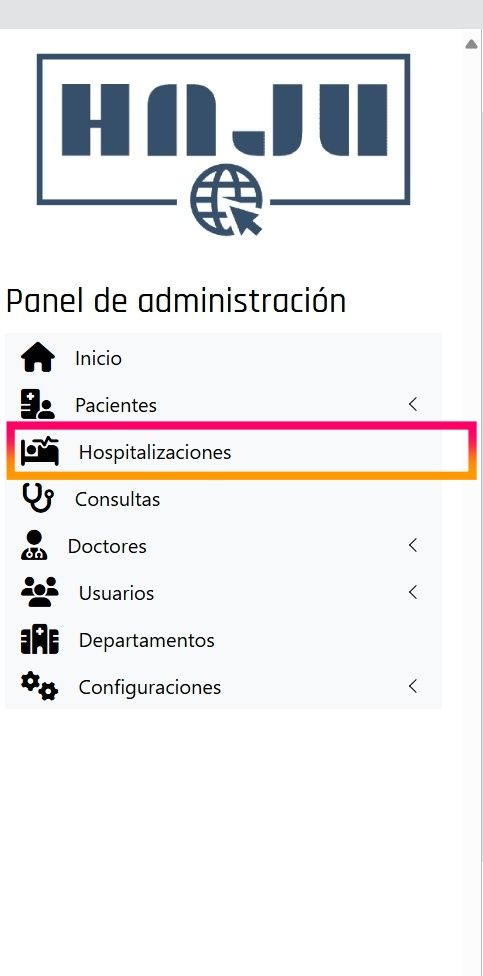 HAJU
Panel de administración
Inicio
Pacientes
Hospitalizaciones
Consultas
Doctores
Usuarios
Departamentos
Configuraciones